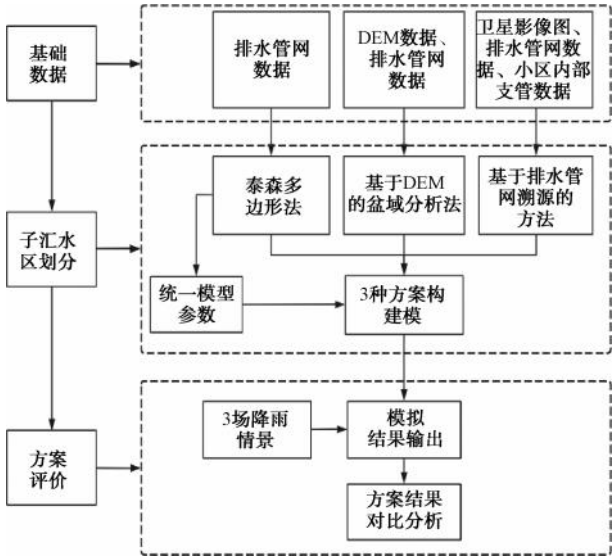 基础
数据
排水管网
数据
DEM数据、
排水管网
数据
卫星影像图、
排水管网数
据、小区内部
支管数据
子汇水
区划分
泰森多
边形法
基于DEM
的盆域分析法
基于排水管
网溯源的
方法
统一模型
参数
3种方案构
建模
方案
评价
3场降雨
情景
模拟
结果输出
方案结果
对比分析